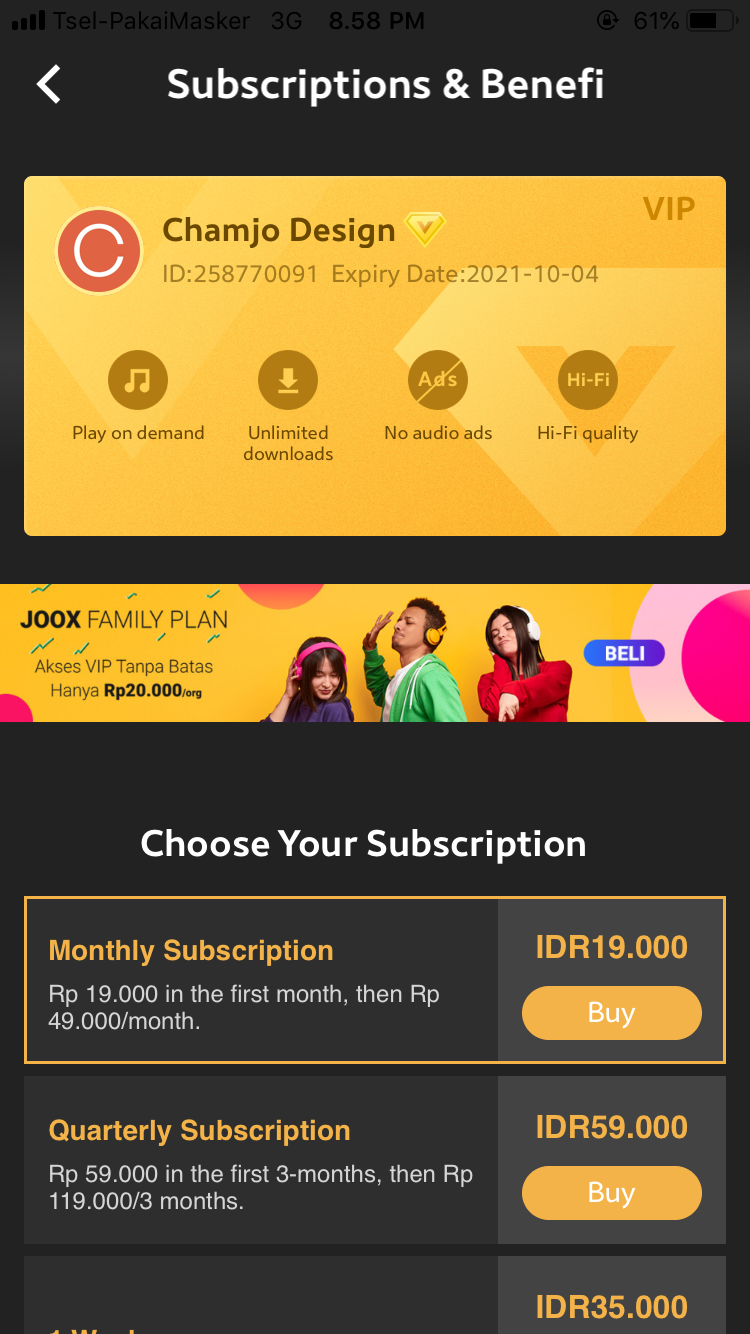 Tsel-PakaiMasker 3G 8.58 PM 61%
Subscriptions & Benefi
VIP
C Chamjo Design
ID:258770091 Expiry Date:2021-10-04
Ads Hi-Fi
Play on demand Unlimited downloads No audio ads Hi-Fi quality
JOOX FAMILY PLAN
Akses VIP Tanpa Batas
Hanya Rp20.000/org
BELI
Choose Your Subscription
Monthly Subscription
Rp 19.000 in the first month, then Rp
49.000/month.
IDR19.000
Buy
Quarterly Subscription
Rp 59.000 in the first 3-months, then Rp
119.000/3 months.
IDR59.000
Buy
IDR35.000